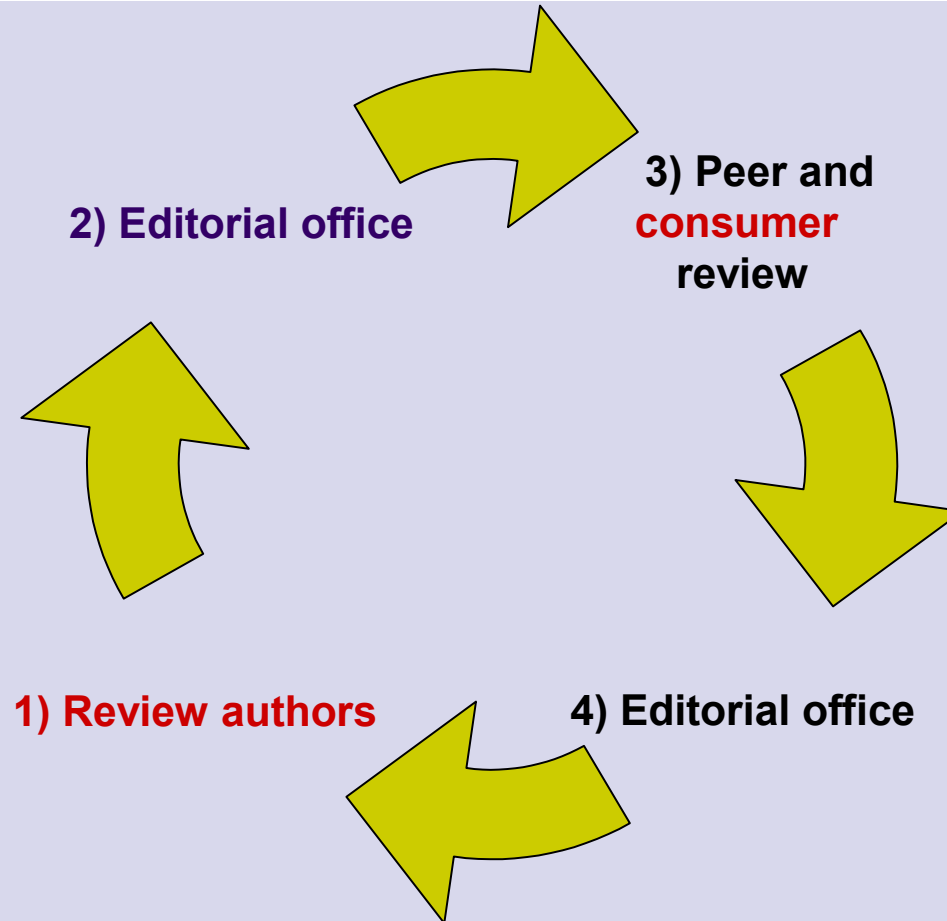 3) Peer and
consumer
review
2) Editorial office
1) Review authors
4) Editorial office